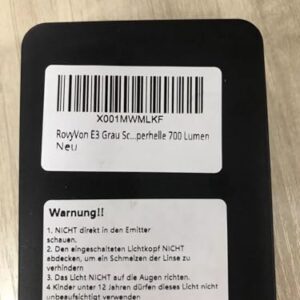 X001MWMLKF
RovyVon E3 Grau Sc...perhelle 700 Lumen
Neu
Warnung!!
1. NICHT direkt in den Emitter
schauen.
2. Den eingeschalteten Lichtkopf NICHT
abdecken, um ein Schmelzen der Linse zu
verhindern
3. Das Licht NICHT auf die Augen richten.
4 Kinder unter 12 Jahren dürfen dieses Licht nicht
unbeaufsichtigt verwenden